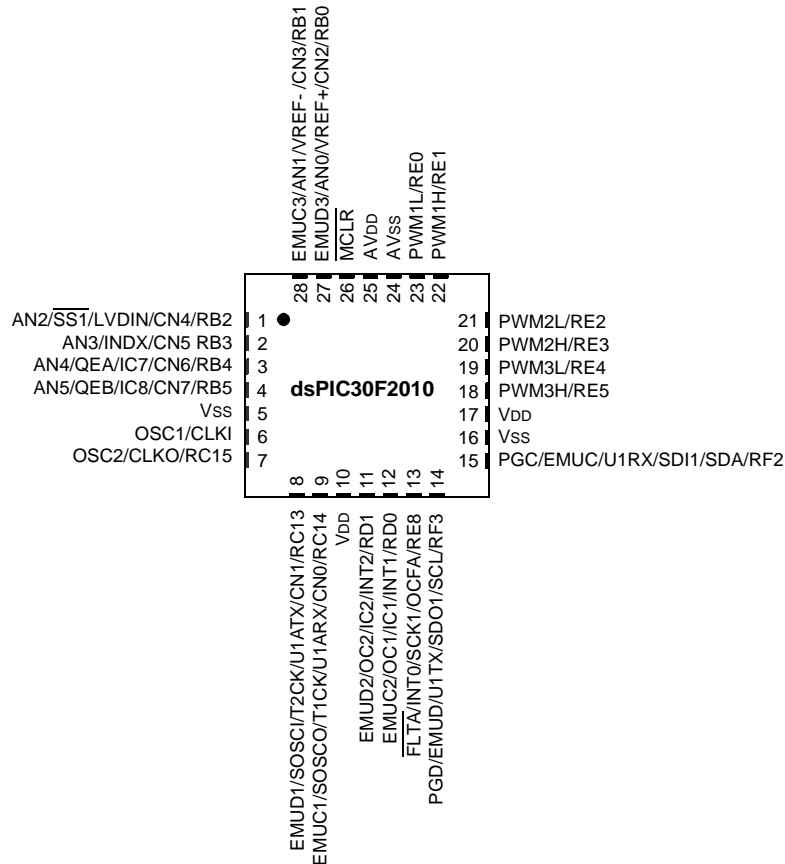 EMUC3/AN1/VREF- /CN3/RB1
EMUD3/AN0/VREF+/CN2/RB0
MCLR
AVDD
AVSS
PWM1L/RE0
PWM1H/RE1
28
27
26
25
24
23
22
AN2/SS1/LVDIN/CN4/RB2 1
AN3/INDX/CN5 RB3 2
AN4/QEA/IC7/CN6/RB4 3
AN5/QEB/IC8/CN7/RB5 4
VSS 5
OSC1/CLKI 6
OSC2/CLKO/RC15 7
dsPIC30F2010
21 PWM2L/RE2
20 PWM2H/RE3
19 PWM3L/RE4
18 PWM3H/RE5
17 VDD
16 VSS
15 PGC/EMUC/U1RX/SDI1/SDA/RF2
8
9
10
11
12
13
14
EMUD1/SOSCI/T2CK/U1ATX/CN1/RC13
EMUC1/SOSCO/T1CK/U1ARX/CN0/RC14
VDD
EMUD2/OC2/IC2/INT2/RD1
EMUC2/OC1/IC1/INT1/RD0
FLTA/INT0/SCK1/OCFA/RE8
PGD/EMUD/U1TX/SDO1/SCL/RF3